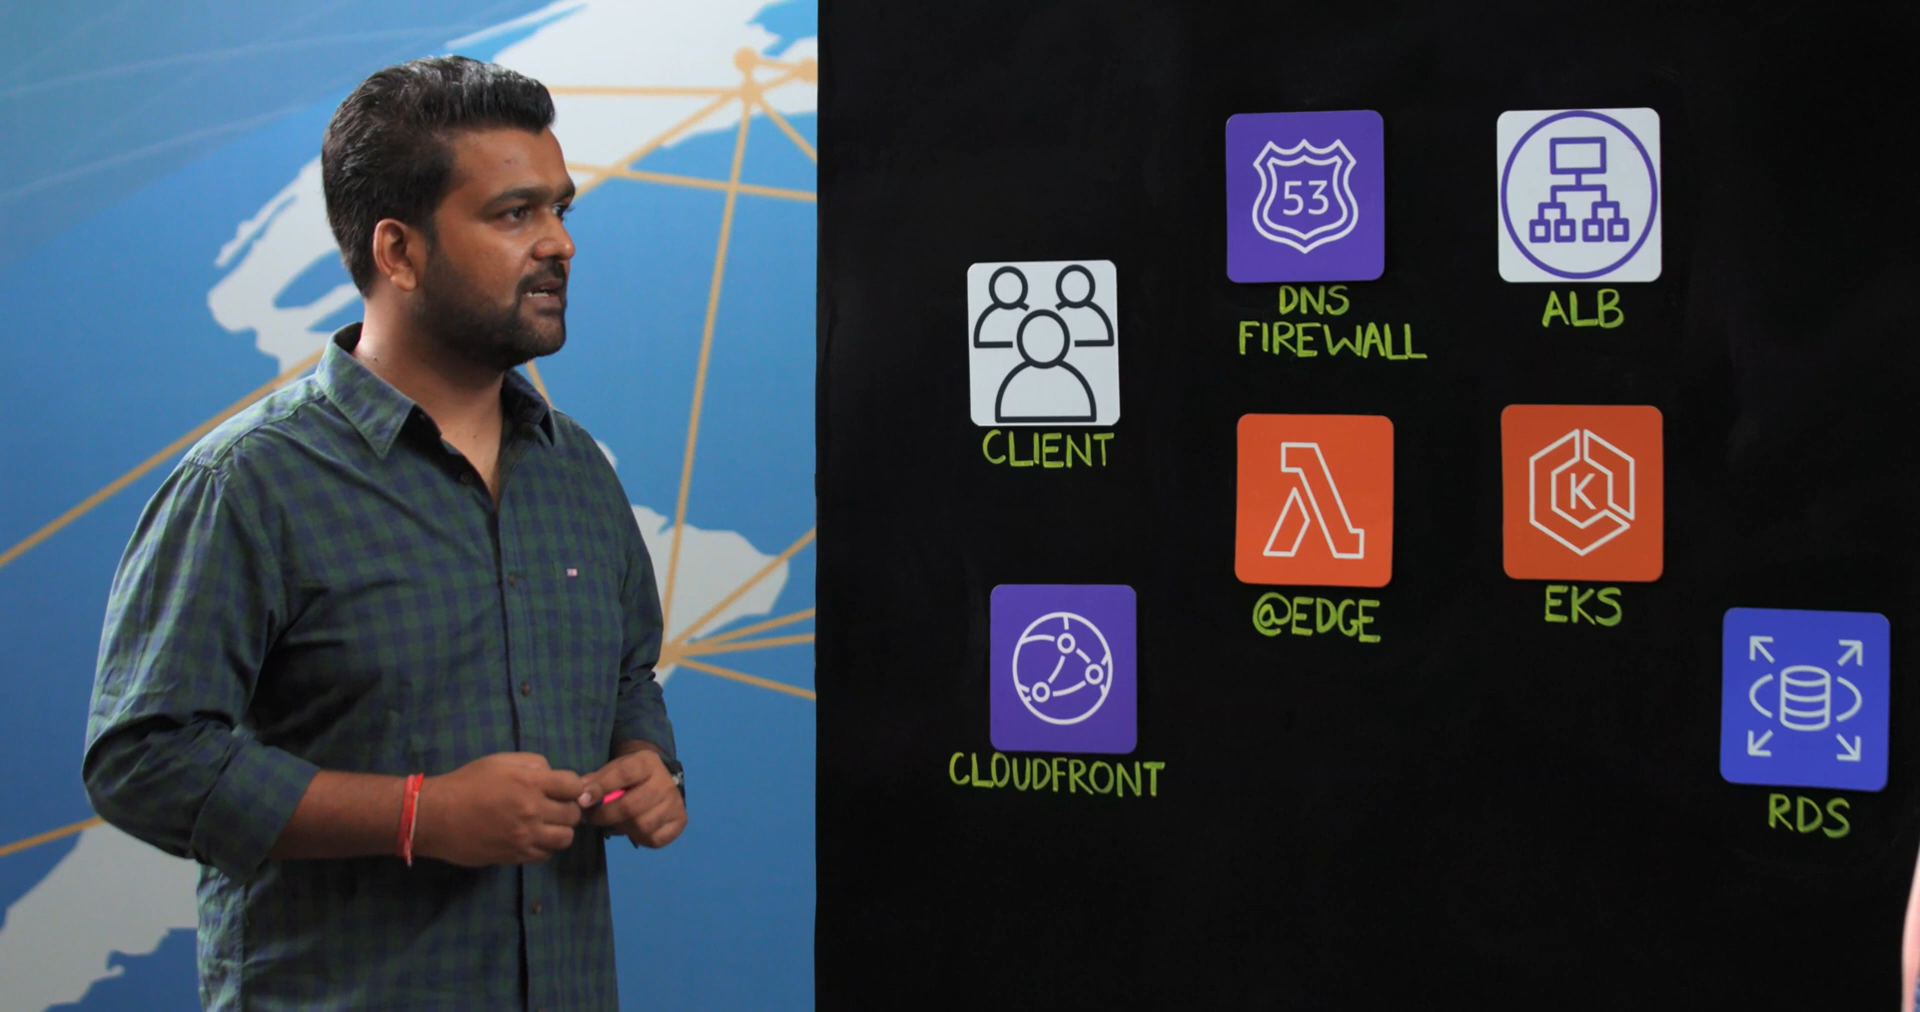 53
DNS
FIREWALL
ALB
CLIENT
@EDGE
K
EKS
CLOUDFRONT
RDS